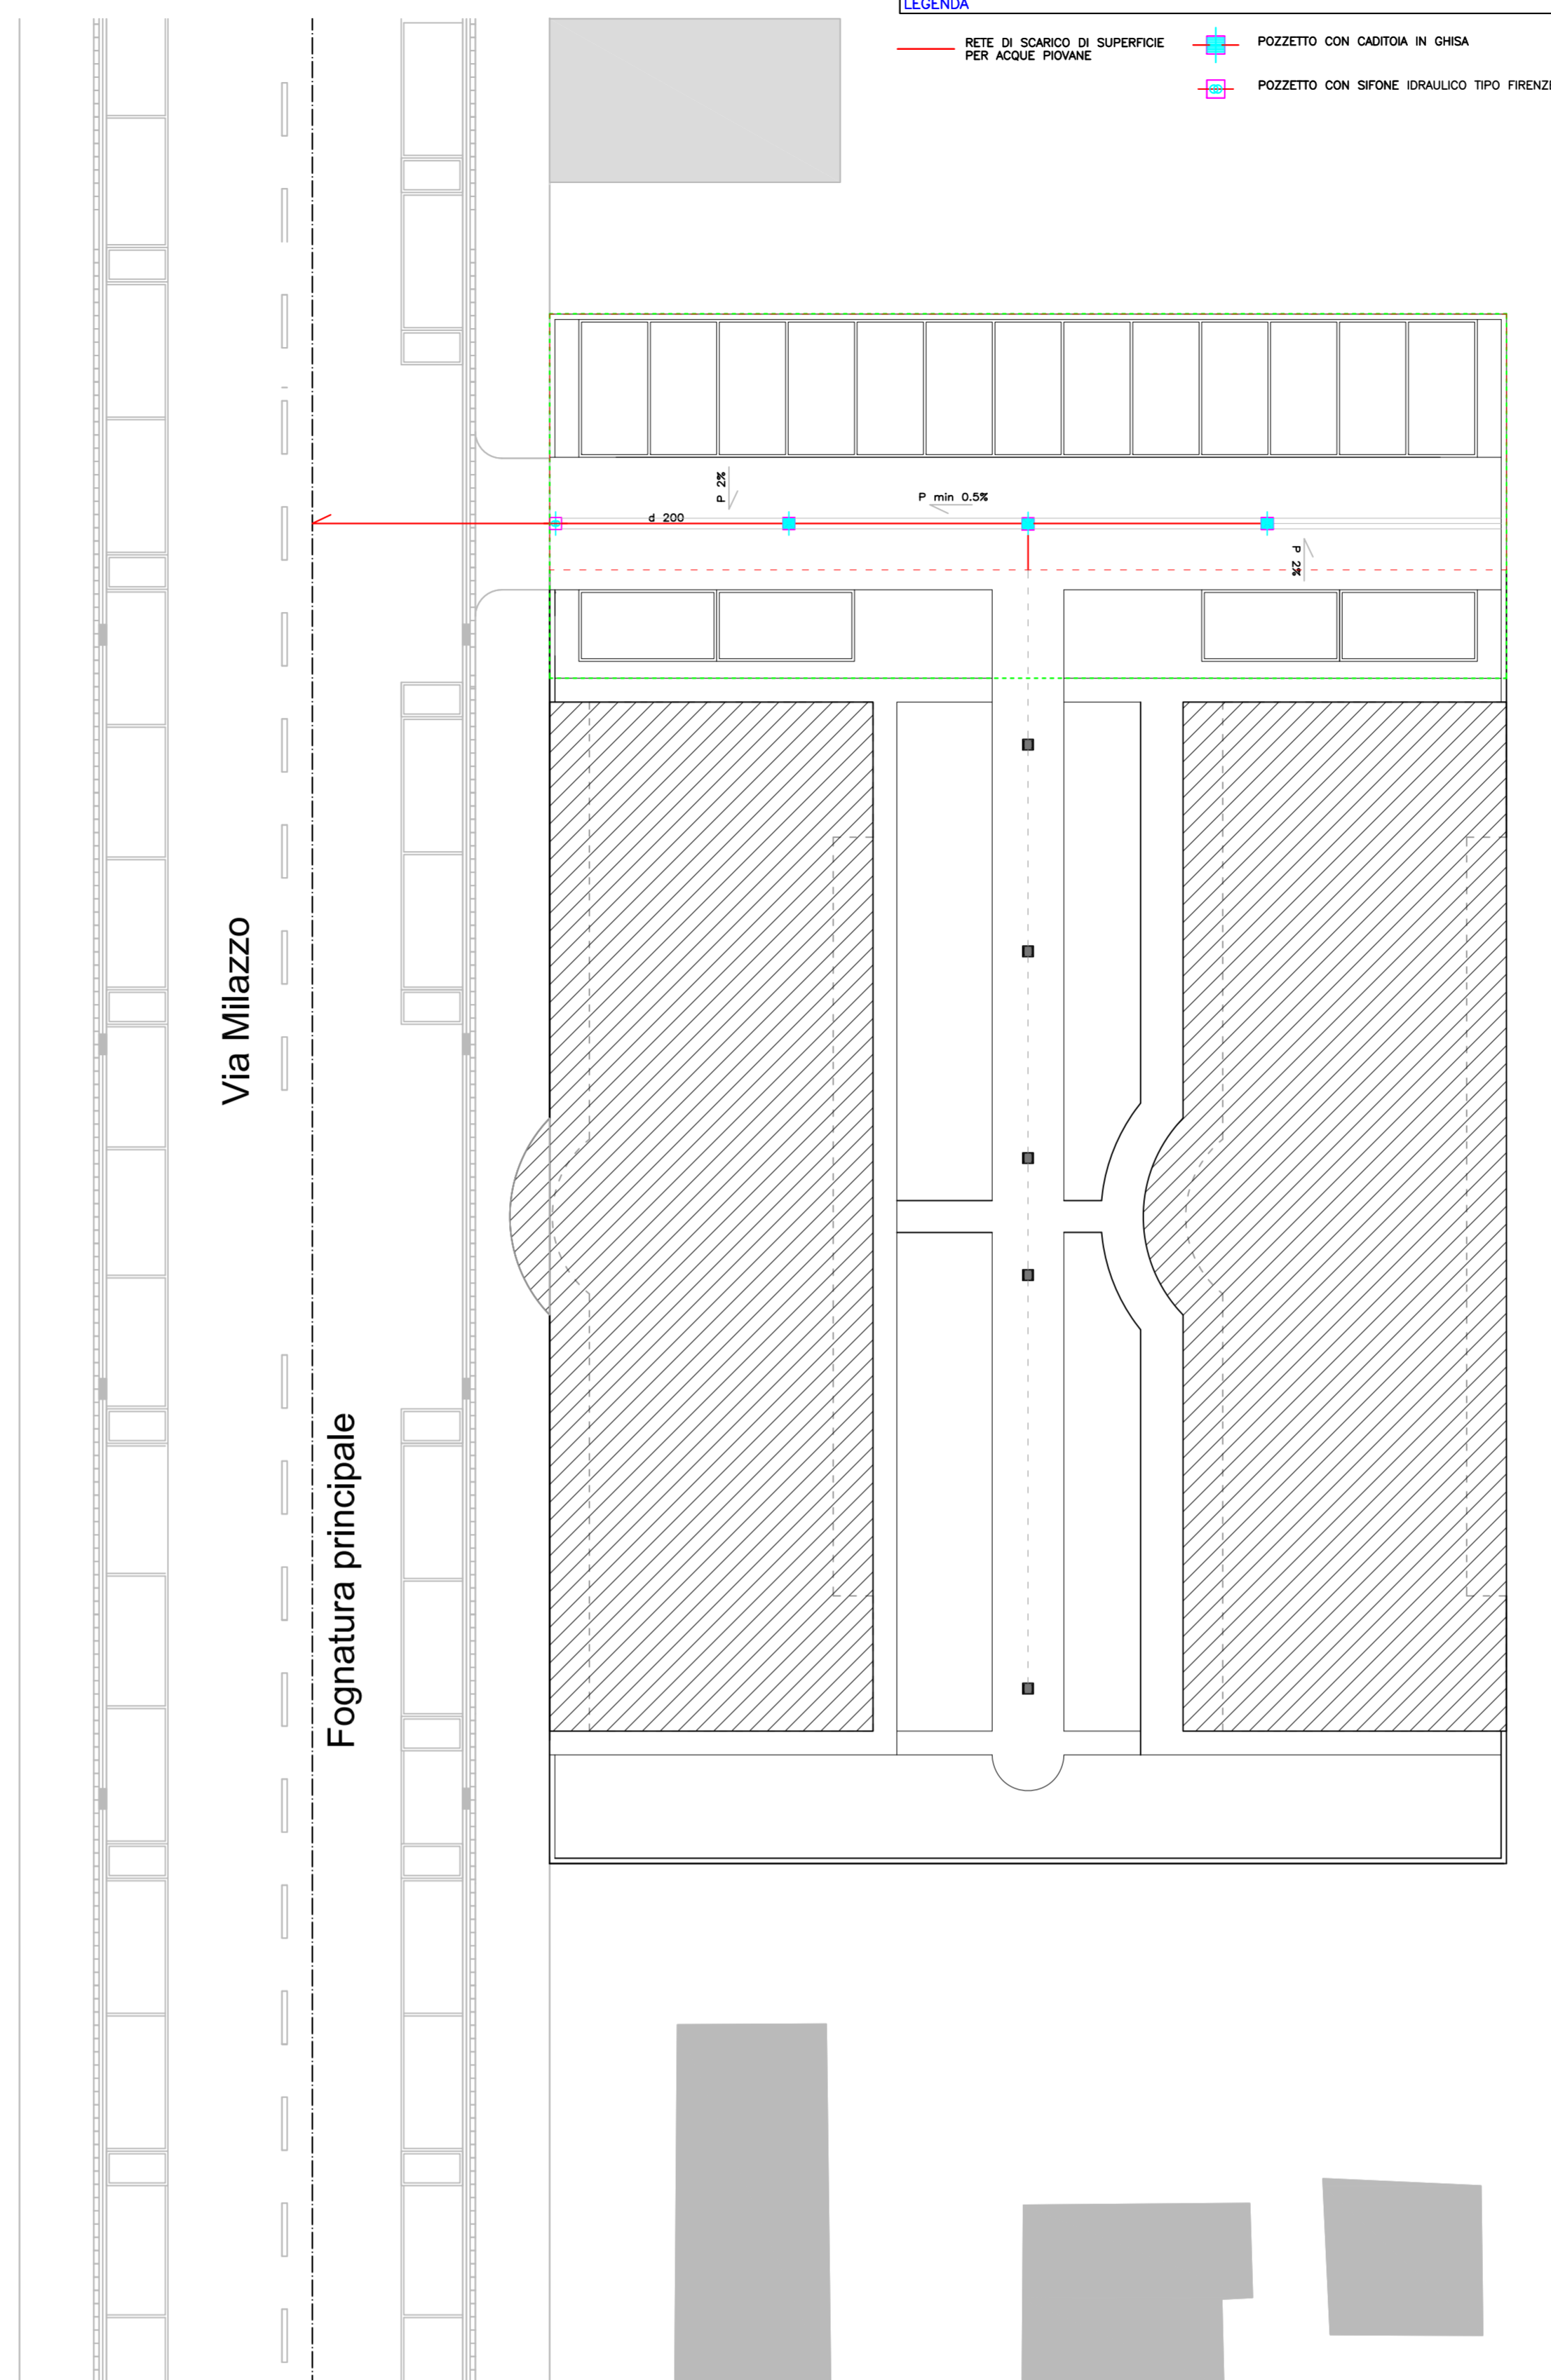 LEGENDA
RETE DI SCARICO DI SUPERFICIE
PER ACQUE PIOVANE
POZZETTO CON CADITOIA IN GHISA
POZZETTO CON SIFONE IDRAULICO TIPO FIRENZE
P 2%
P min 0.5%
d 200
P 2%
Via Milazzo
Fognatura principale